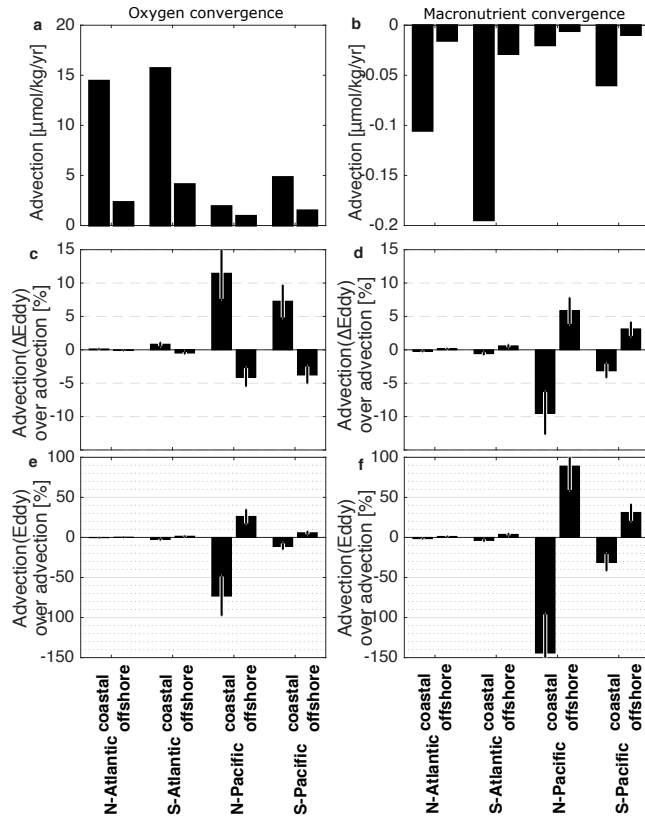 Oxygen convergence
Macronutrient convergence
a
20
15
10
5
0
Advection [µmol/kg/yr]
b
0
-0.05
-0.1
-0.15
-0.2
Advection [µmol/kg/yr]
c
15
10
5
0
-5
-10
Advection(ΔEddy)
over advection [%]
d
15
10
5
0
-5
-10
Advection(ΔEddy)
over advection [%]
e
100
50
0
-50
-100
-150
Advection(Eddy)
over advection [%]
f
100
50
0
-50
-100
-150
Advection(Eddy)
over advection [%]
coastal
offshore
coastal
offshore
coastal
offshore
coastal
offshore
N-Atlantic
S-Atlantic
N-Pacific
S-Pacific
coastal
offshore
coastal
offshore
coastal
offshore
coastal
offshore
N-Atlantic
S-Atlantic
N-Pacific
S-Pacific